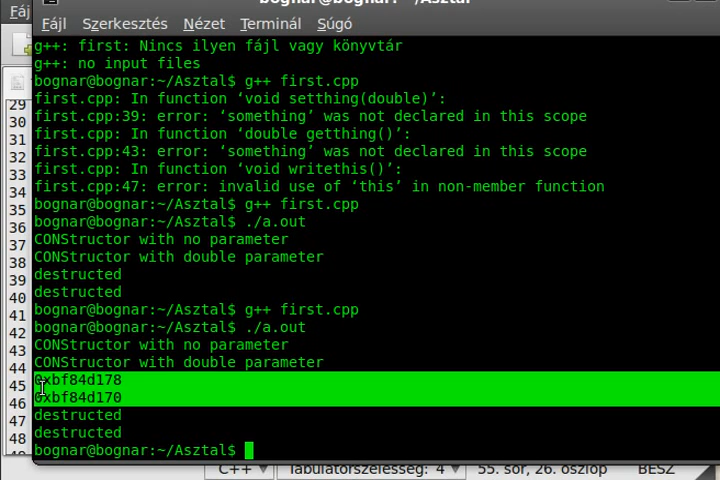 Fáj
bognar@bognar: ~/Asztal
Fájl Szerkesztés Nézet Terminál Súgó
g++: first: Nincs ilyen fájl vagy könyvtár
g++: no input files
bognar@bognar:~/Asztal$ g++ first.cpp
first.cpp: In function ‘void setthing(double)’:
first.cpp:39: error: ‘something’ was not declared in this scope
first.cpp: In function ‘double getthing()’:
first.cpp:43: error: ‘something’ was not declared in this scope
first.cpp: In function ‘void writethis()’:
first.cpp:47: error: invalid use of ‘this’ in non-member function
bognar@bognar:~/Asztal$ g++ first.cpp
bognar@bognar:~/Asztal$ ./a.out
CONStructor with no parameter
CONStructor with double parameter
destructed
destructed
bognar@bognar:~/Asztal$ g++ first.cpp
bognar@bognar:~/Asztal$ ./a.out
CONStructor with no parameter
CONStructor with double parameter
0xbf84d178
0xbf84d170
destructed
destructed
bognar@bognar:~/Asztal$
29
30
31
32
33
34
35
36
37
38
39
40
41
42
43
44
45
46
47
48
C++ Tabulátorszélesség: 4 55. sor, 26. oszlop BESZ